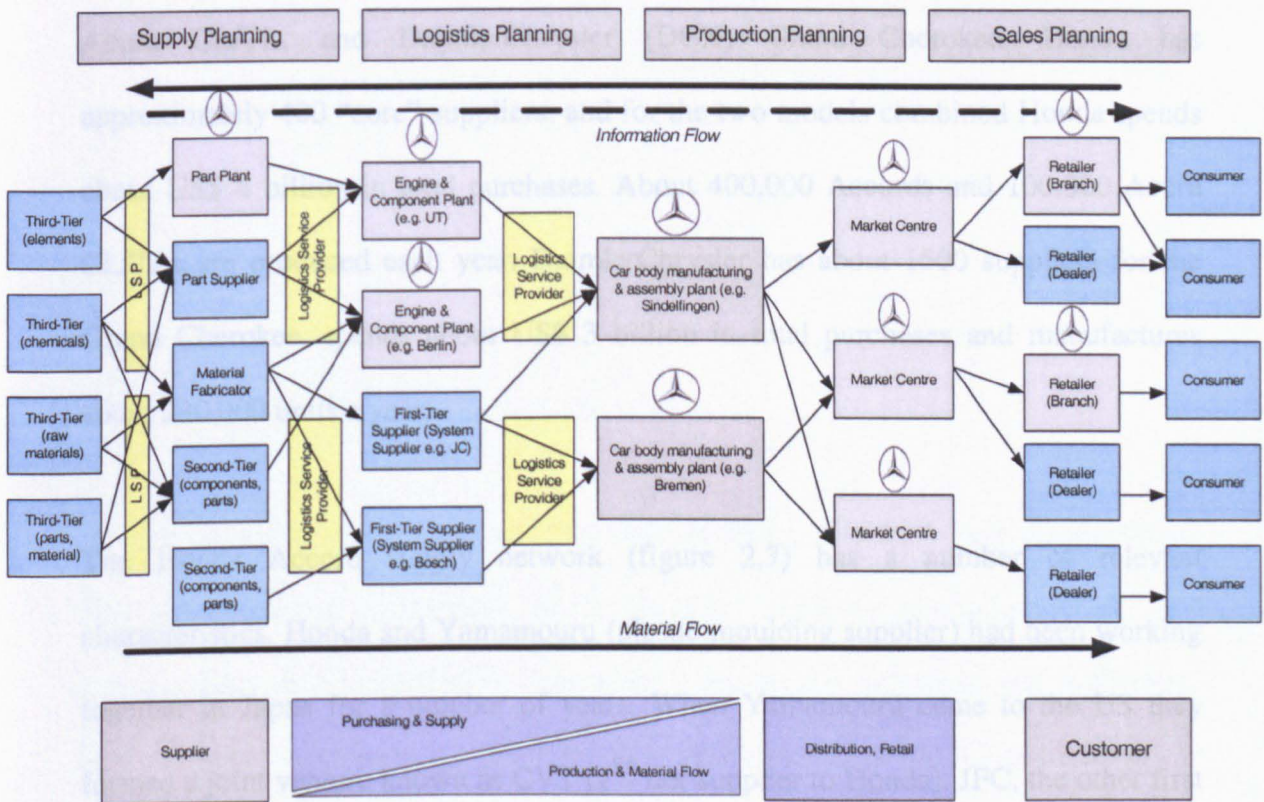 Supply Planning
Logistics Planning
Production Planning
Sales Planning
Information Flow
Third-Tier
(elements)
Third-Tier
(chemicals)
Third-Tier
(raw
materials)
Third-Tier
(parts,
material)
LSP
LSP
Part Plant
Part Supplier
Material
Fabricator
Second-Tier
(components,
parts)
Second-Tier
(components,
parts)
Logistics Service
Provider
Logistics Service
Provider
Engine &
Component Plant
(e.g. UT)
Engine &
Component Plant
(e.g. Berlin)
First-Tier
Supplier (System
Supplier e.g. JC)
First-Tier Supplier
(System Supplier
e.g. Bosch)
Logistics
Service
Provider
Logistics
Service
Provider
Car body manufacturing
& assembly plant (e.g.
Sindelfingen)
Car body manufacturing
& assembly plant (e.g.
Bremen)
Market Centre
Market Centre
Market Centre
Retailer
(Branch)
Retailer
(Dealer)
Retailer
(Branch)
Retailer
(Dealer)
Retailer
(Dealer)
Consumer
Consumer
Consumer
Consumer
Consumer
Material Flow
Supplier
Purchasing & Supply
Production & Material Flow
Distribution, Retail
Customer